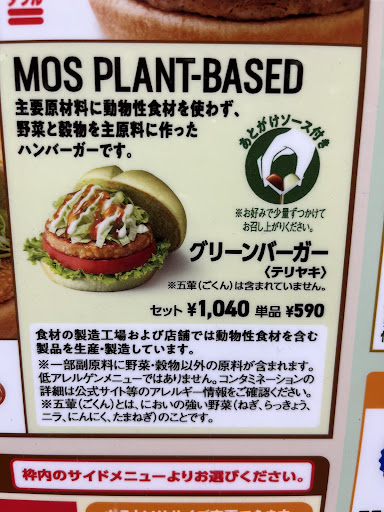 MOS PLANT-BASED
主要原材料に動物性食材を使わず、
野菜と穀物を主原料に作った
ハンバーガーです。
あとがけソース付き
※お好みで少量ずつかけて
お召し上がりください。
グリーンバーガー
〈テリヤキ〉
※五葷(ごくん)は含まれていません。
セット ¥1,040 単品 ¥590
食材の製造工場および店舗では動物性食材を含む
製品を生産・製造しています。
※一部副原料に野菜・穀物以外の原料が含まれます。
低アレルゲンメニューではありません。コンタミネーションの
詳細は公式サイト等のアレルギー情報をご確認ください。
※五葷(ごくん)とは、においの強い野菜(ねぎ、らっきょう、
ニラ、にんにく、たまねぎ)のことです。
枠内のサイドメニューよりお選びください。